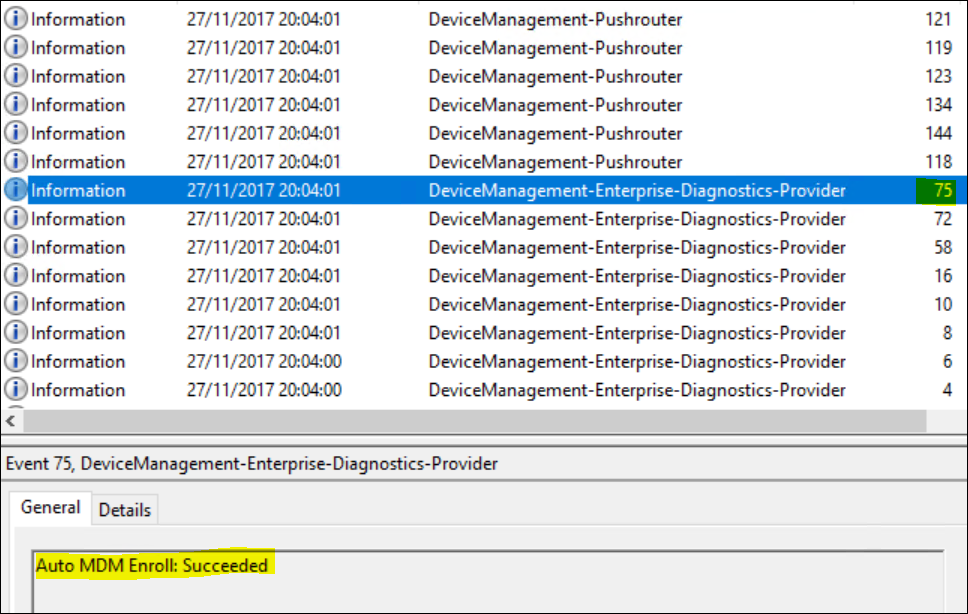 Information 27/11/2017 20:04:01 DeviceManagement-Pushrouter 121
Information 27/11/2017 20:04:01 DeviceManagement-Pushrouter 119
Information 27/11/2017 20:04:01 DeviceManagement-Pushrouter 123
Information 27/11/2017 20:04:01 DeviceManagement-Pushrouter 134
Information 27/11/2017 20:04:01 DeviceManagement-Pushrouter 144
Information 27/11/2017 20:04:01 DeviceManagement-Pushrouter 118
Information 27/11/2017 20:04:01 DeviceManagement-Enterprise-Diagnostics-Provider 75
Information 27/11/2017 20:04:01 DeviceManagement-Enterprise-Diagnostics-Provider 72
Information 27/11/2017 20:04:01 DeviceManagement-Enterprise-Diagnostics-Provider 58
Information 27/11/2017 20:04:01 DeviceManagement-Enterprise-Diagnostics-Provider 16
Information 27/11/2017 20:04:01 DeviceManagement-Enterprise-Diagnostics-Provider 10
Information 27/11/2017 20:04:01 DeviceManagement-Enterprise-Diagnostics-Provider 8
Information 27/11/2017 20:04:00 DeviceManagement-Enterprise-Diagnostics-Provider 6
Information 27/11/2017 20:04:00 DeviceManagement-Enterprise-Diagnostics-Provider 4
Event 75, DeviceManagement-Enterprise-Diagnostics-Provider
General Details
Auto MDM Enroll: Succeeded